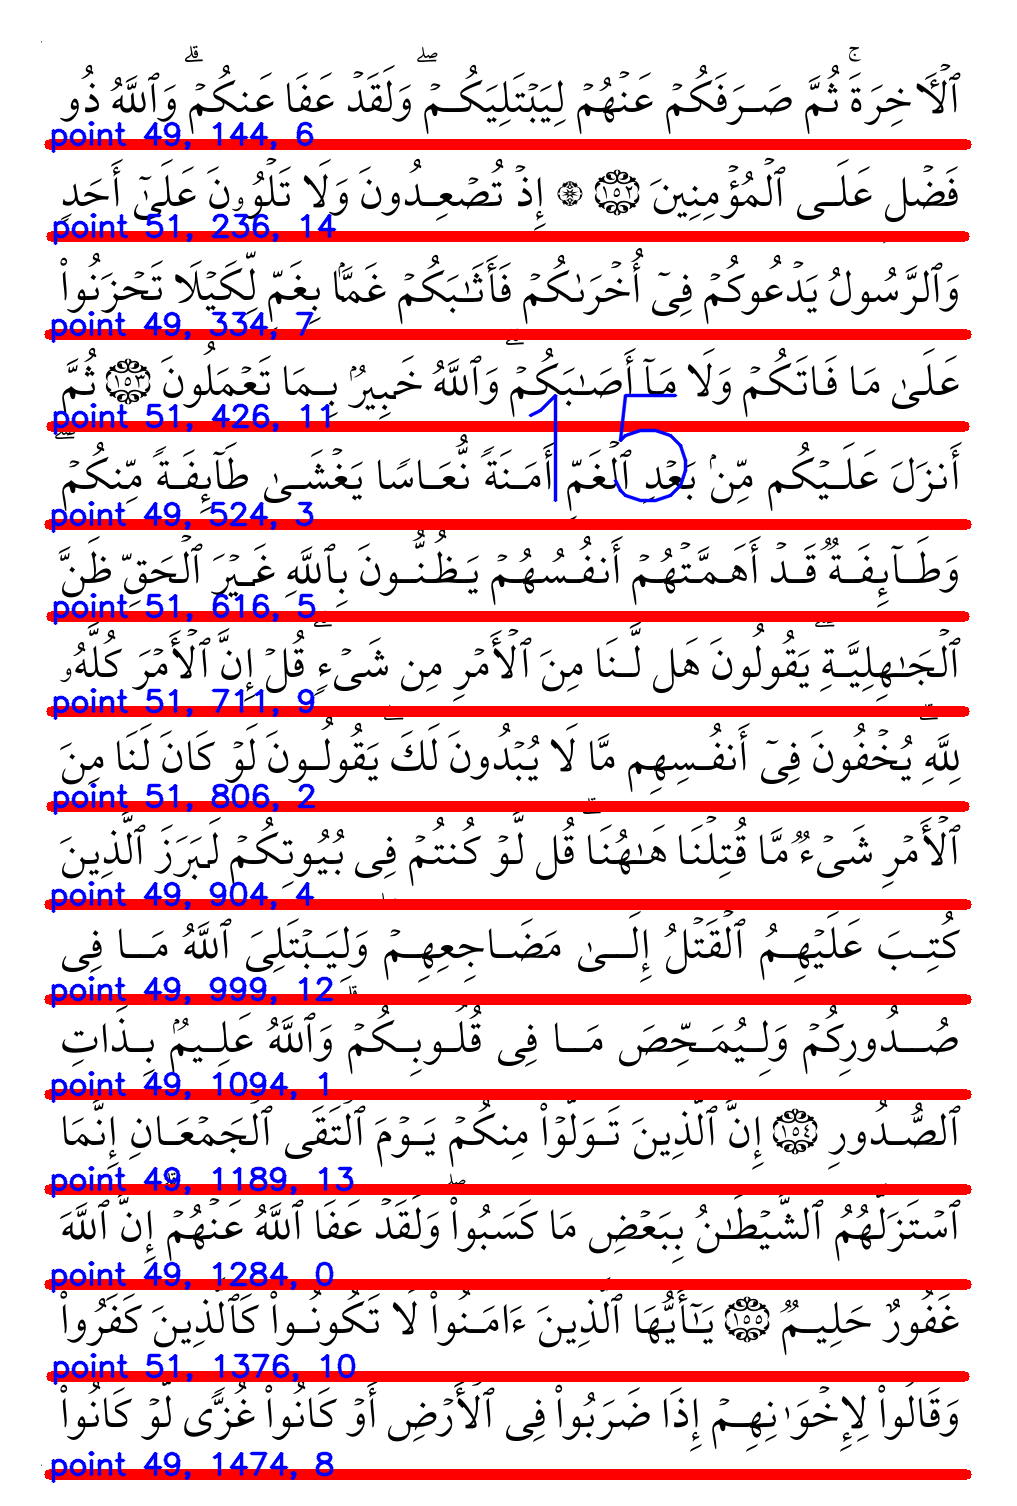 ٱلۡأٓخِرَةَۚ ثُمَّ صَرَفَكُمۡ عَنۡهُمۡ لِيَبۡتَلِيَكُمۡۖ وَلَقَدۡ عَفَا عَنكُمۡۗ وَٱللَّهُ ذُو
point 49, 144, 6
فَضۡلٍ عَلَى ٱلۡمُؤۡمِنِينَ ١٥٢ ۞ إِذۡ تُصۡعِدُونَ وَلَا تَلۡوُۥنَ عَلَىٰٓ أَحَدٖ
point 51, 236, 14
وَٱلرَّسُولُ يَدۡعُوكُمۡ فِيٓ أُخۡرَىٰكُمۡ فَأَثَٰبَكُمۡ غَمَّۢا بِغَمّٖ لِّكَيۡلَا تَحۡزَنُواْ
point 49, 334, 7
عَلَىٰ مَا فَاتَكُمۡ وَلَا مَآ أَصَٰبَكُمۡۗ وَٱللَّهُ خَبِيرُۢ بِمَا تَعۡمَلُونَ ١٥٣ ثُمَّ
point 51, 426, 11
15
أَنزَلَ عَلَيۡكُم مِّنۢ بَعۡدِ ٱلۡغَمِّ أَمَنَةٗ نُّعَاسٗا يَغۡشَىٰ طَآئِفَةٗ مِّنكُمۡۖ
point 49, 524, 3
وَطَآئِفَةٞ قَدۡ أَهَمَّتۡهُمۡ أَنفُسُهُمۡ يَظُنُّونَ بِٱللَّهِ غَيۡرَ ٱلۡحَقِّ ظَنَّ
point 51, 616, 5
ٱلۡجَٰهِلِيَّةِۖ يَقُولُونَ هَل لَّنَا مِنَ ٱلۡأَمۡرِ مِن شَيۡءٖۗ قُلۡ إِنَّ ٱلۡأَمۡرَ كُلَّهُۥ
point 51, 711, 9
لِلَّهِۗ يُخۡفُونَ فِيٓ أَنفُسِهِم مَّا لَا يُبۡدُونَ لَكَۖ يَقُولُونَ لَوۡ كَانَ لَنَا مِنَ
point 51, 806, 2
ٱلۡأَمۡرِ شَيۡءٞ مَّا قُتِلۡنَا هَٰهُنَاۗ قُل لَّوۡ كُنتُمۡ فِي بُيُوتِكُمۡ لَبَرَزَ ٱلَّذِينَ
point 49, 904, 4
كُتِبَ عَلَيۡهِمُ ٱلۡقَتۡلُ إِلَىٰ مَضَاجِعِهِمۡۖ وَلِيَبۡتَلِيَ ٱللَّهُ مَا فِي
point 49, 999, 12
صُدُورِكُمۡ وَلِيُمَحِّصَ مَا فِي قُلُوبِكُمۡۚ وَٱللَّهُ عَلِيمُۢ بِذَاتِ
point 49, 1094, 1
ٱلصُّدُورِ ١٥٤ إِنَّ ٱلَّذِينَ تَوَلَّوۡاْ مِنكُمۡ يَوۡمَ ٱلۡتَقَى ٱلۡجَمۡعَانِ إِنَّمَا
point 49, 1189, 13
ٱسۡتَزَلَّهُمُ ٱلشَّيۡطَٰنُ بِبَعۡضِ مَا كَسَبُواْۖ وَلَقَدۡ عَفَا ٱللَّهُ عَنۡهُمۡۗ إِنَّ ٱللَّهَ
point 49, 1284, 0
غَفُورٌ حَلِيمٞ ١٥٥ يَٰٓأَيُّهَا ٱلَّذِينَ ءَامَنُواْ لَا تَكُونُواْ كَٱلَّذِينَ كَفَرُواْ
point 51, 1376, 10
وَقَالُواْ لِإِخۡوَٰنِهِمۡ إِذَا ضَرَبُواْ فِي ٱلۡأَرۡضِ أَوۡ كَانُواْ غُزّٗى لَّوۡ كَانُواْ
point 49, 1474, 8